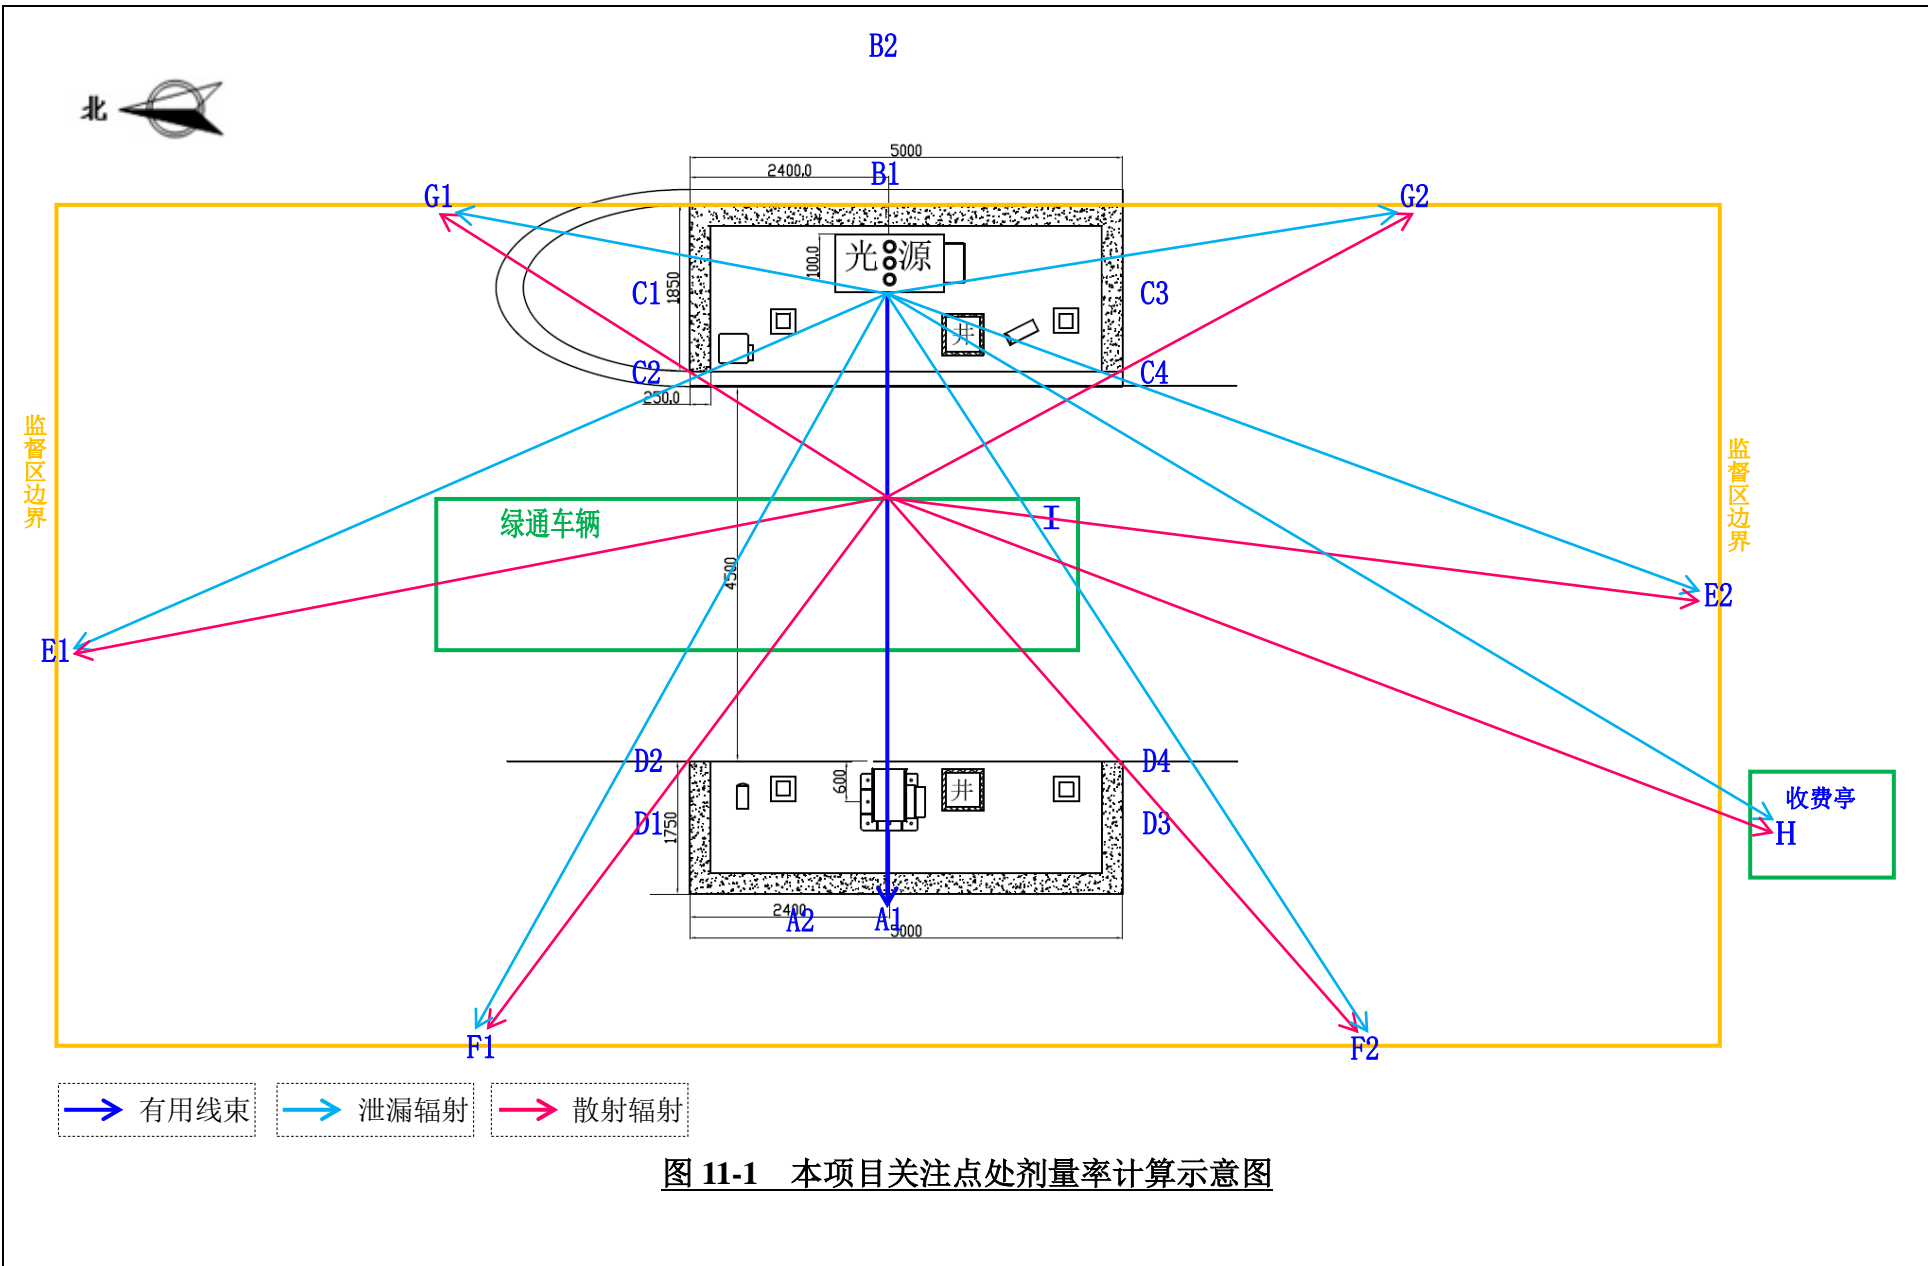 B2
北
5000
2400.0
B1
G1
G2
光源
100.0
C1
1850
C3
井
C2
C4
250.0
监督区边界
监督区边界
绿通车辆
I
4500
E2
E1
D2
D4
600
井
收费亭
D1
1750
D3
H
2400
A2
A1
5000
F1
F2
有用线束
泄漏辐射
散射辐射
图 11-1 本项目关注点处剂量率计算示意图